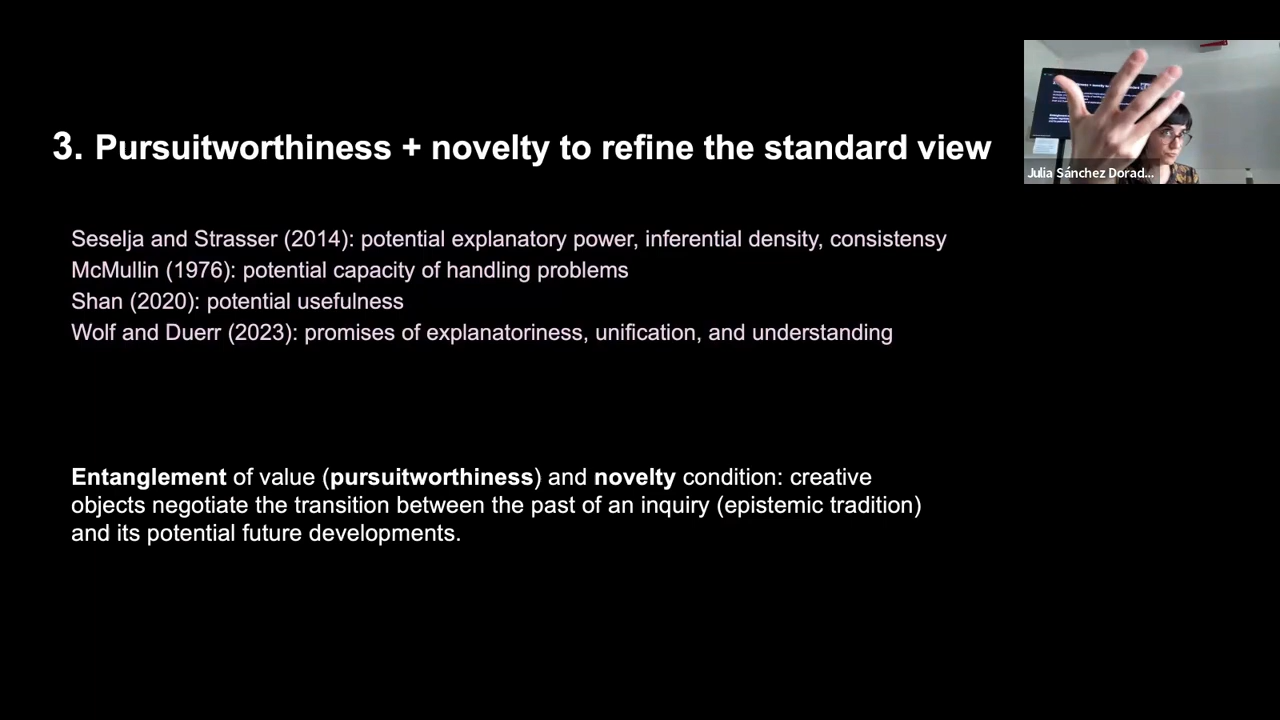 3. Pursuitworthiness + novelty to refine the standard view
Julia Sánchez Dorad...
Seselja and Strasser (2014): potential explanatory power, inferential density, consistensy
McMullin (1976): potential capacity of handling problems
Shan (2020): potential usefulness
Wolf and Duerr (2023): promises of explanatoriness, unification, and understanding
Entanglement of value (pursuitworthiness) and novelty condition: creative
objects negotiate the transition between the past of an inquiry (epistemic tradition)
and its potential future developments.